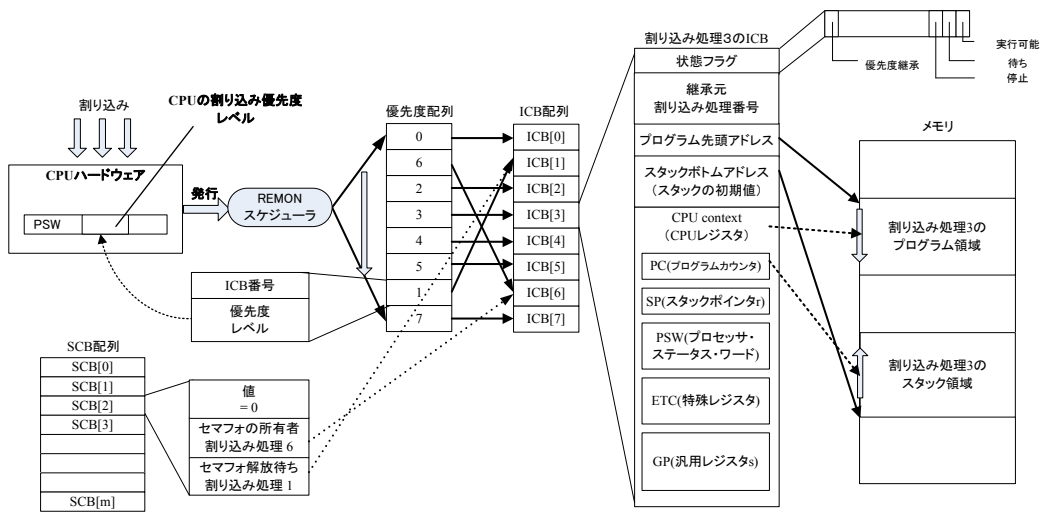 割り込み
CPUの割り込み優先度
レベル
CPUハードウェア
PSW
発行
REMON
スケジューラ
ICB番号
優先度
レベル
優先度配列
0
6
2
3
4
5
1
7
ICB配列
ICB[0]
ICB[1]
ICB[2]
ICB[3]
ICB[4]
ICB[5]
ICB[6]
ICB[7]
SCB配列
SCB[0]
SCB[1]
SCB[2]
SCB[3]
SCB[m]
値
= 0
セマフォの所有者
割り込み処理 6
セマフォ解放待ち
割り込み処理 1
割り込み処理3のICB
状態フラグ
継承元
割り込み処理番号
プログラム先頭アドレス
スタックボトムアドレス
（スタックの初期値）
CPU context
（CPUレジスタ）
PC(プログラムカウンタ)
SP(スタックポインタr)
PSW(プロセッサ・
ステータス・ワード)
ETC(特殊レジスタ)
GP(汎用レジスタs)
実行可能
待ち
停止
優先度継承
メモリ
割り込み処理3の
プログラム領域
割り込み処理3の
スタック領域